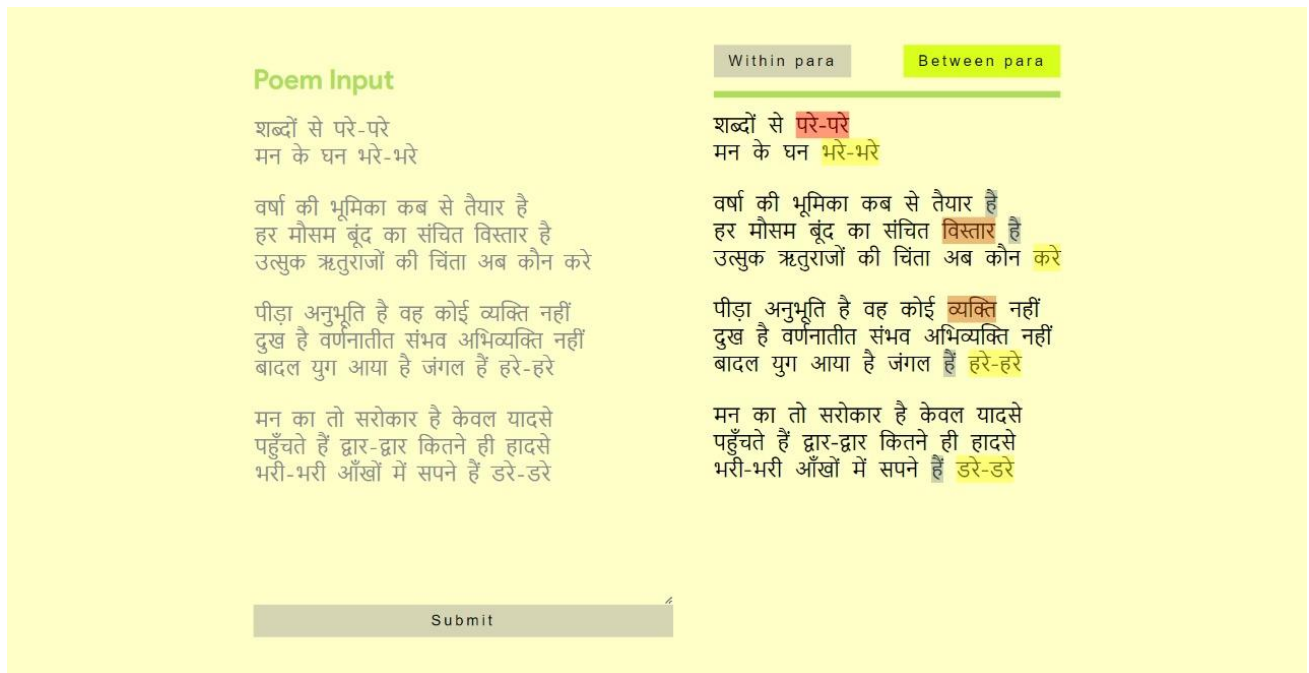 Poem Input
शब्दों से परे-परे
मन के घन भरे-भरे
वर्षा की भूमिका कब से तैयार है
हर मौसम बूंद का संचित विस्तार है
उत्सुक ऋतुराजों की चिंता अब कौन करे
पीड़ा अनुभूति है वह कोई व्यक्ति नहीं
दुख है वर्णनातीत संभव अभिव्यक्ति नहीं
बादल युग आया है जंगल हैं हरे-हरे
मन का तो सरोकार है केवल यादसे
पहुँचते हैं द्वार-द्वार कितने ही हादसे
भरी-भरी आँखों में सपने हैं डरे-डरे
Submit
Within para
Between para
शब्दों से परे-परे
मन के घन भरे-भरे
वर्षा की भूमिका कब से तैयार है
हर मौसम बूंद का संचित विस्तार है
उत्सुक ऋतुराजों की चिंता अब कौन करे
पीड़ा अनुभूति है वह कोई व्यक्ति नहीं
दुख है वर्णनातीत संभव अभिव्यक्ति नहीं
बादल युग आया है जंगल हैं हरे-हरे
मन का तो सरोकार है केवल यादसे
पहुँचते हैं द्वार-द्वार कितने ही हादसे
भरी-भरी आँखों में सपने हैं डरे-डरे